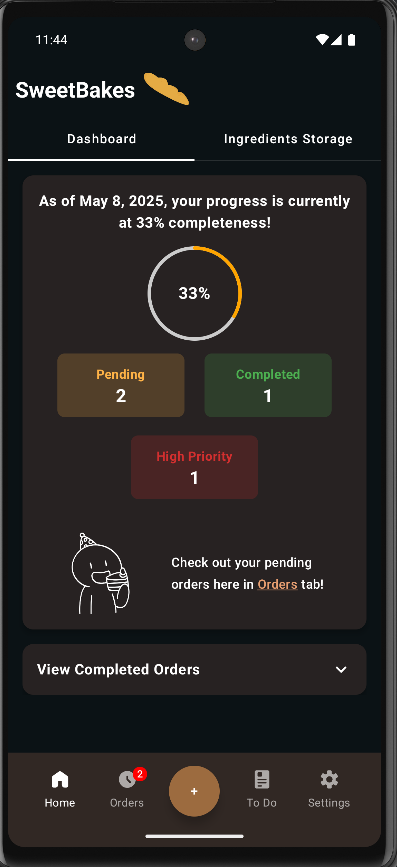 11:44
SweetBakes
Dashboard
Ingredients Storage
As of May 8, 2025, your progress is currently
at 33% completeness!
33%
Pending
2
Completed
1
High Priority
1
Check out your pending
orders here in Orders tab!
View Completed Orders
2
+
Home
Orders
To Do
Settings